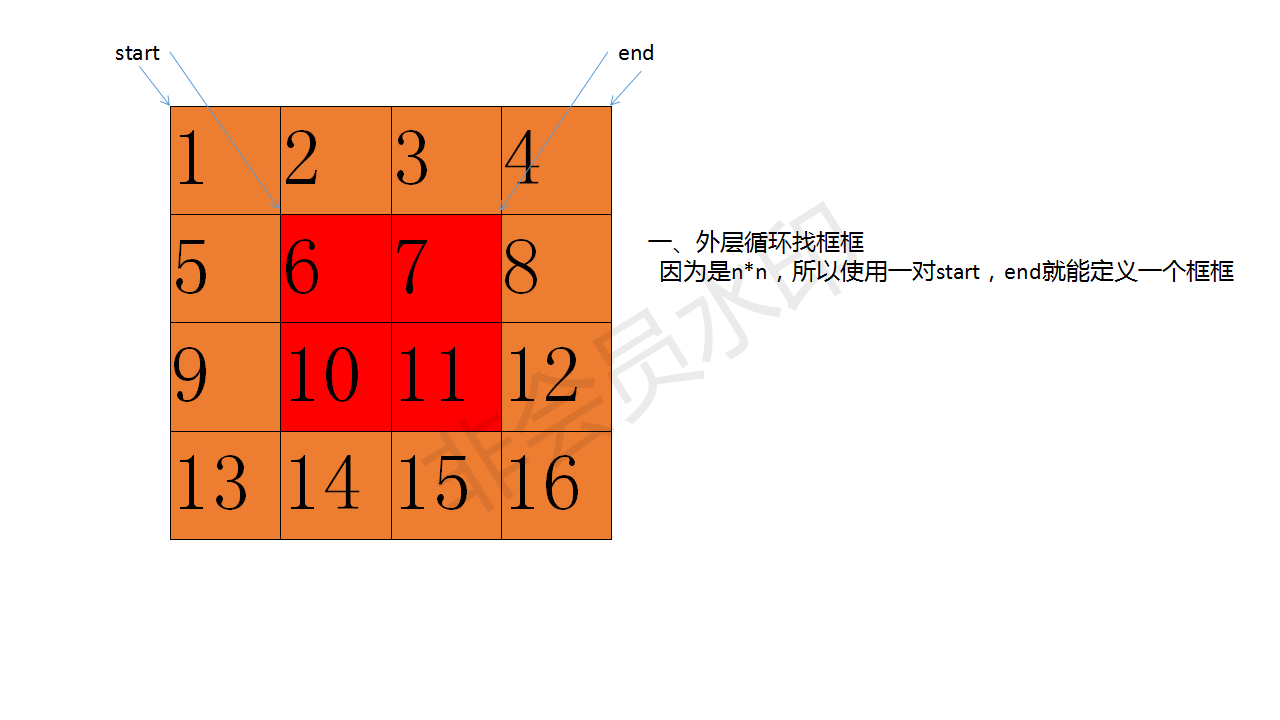 start end
1 2 3 4
5 6 7 8
9 10 11 12
13 14 15 16
一、外层循环找框框
因为是n*n，所以使用一对start，end就能定义一个框框
非会员水印